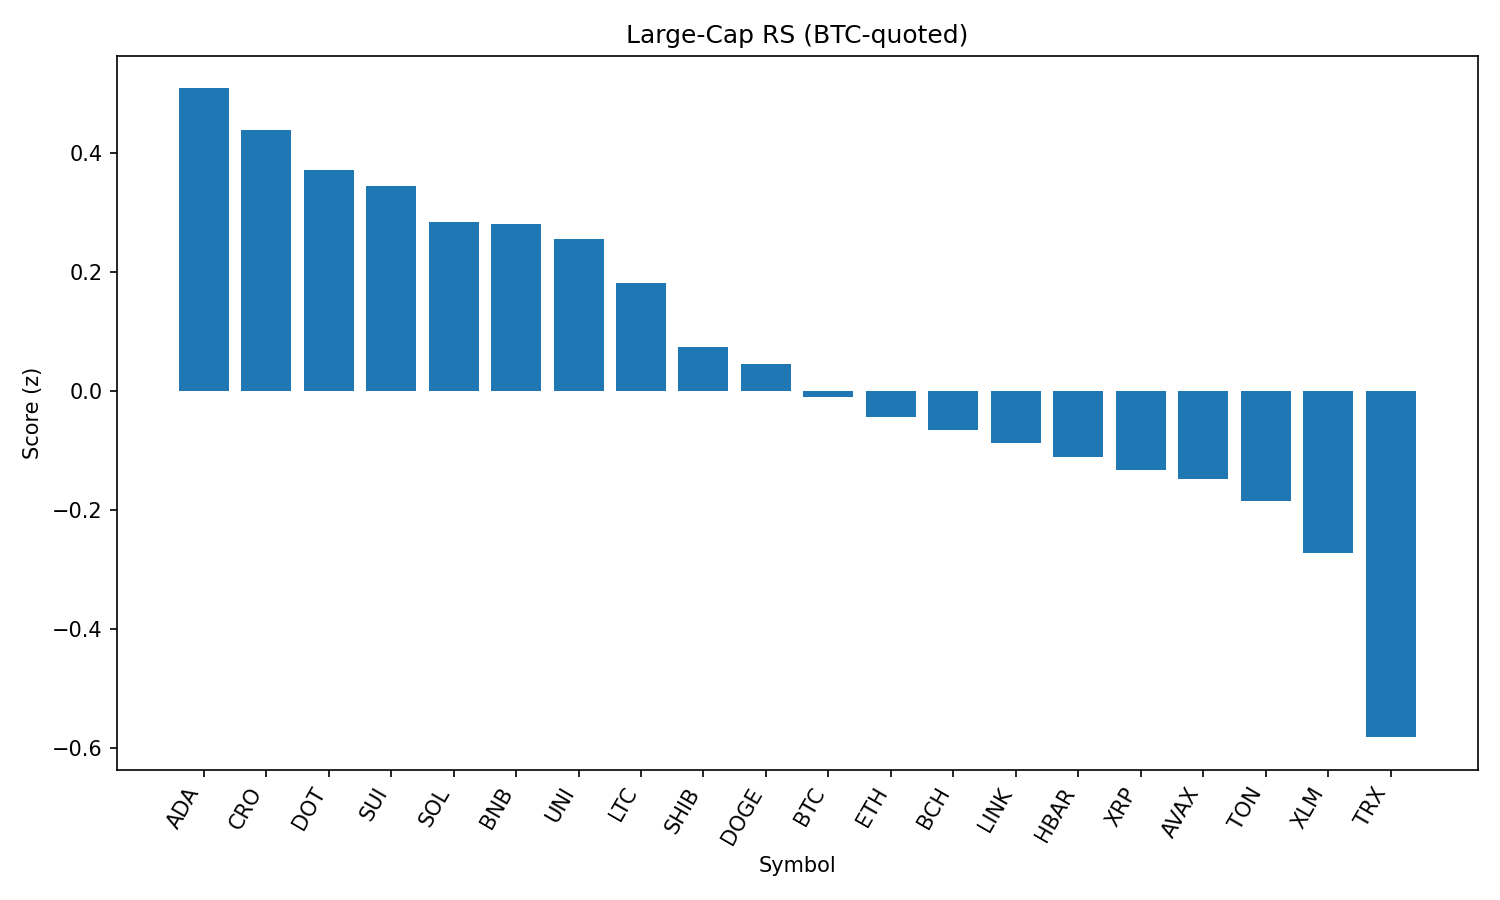 Large-Cap RS (BTC-quoted)
Score (z)
0.4
0.2
0.0
−0.2
−0.4
−0.6
ADA
CRO
DOT
SUI
SOL
BNB
UNI
LTC
SHIB
DOGE
BTC
ETH
BCH
LINK
HBAR
XRP
AVAX
TON
XLM
TRX
Symbol